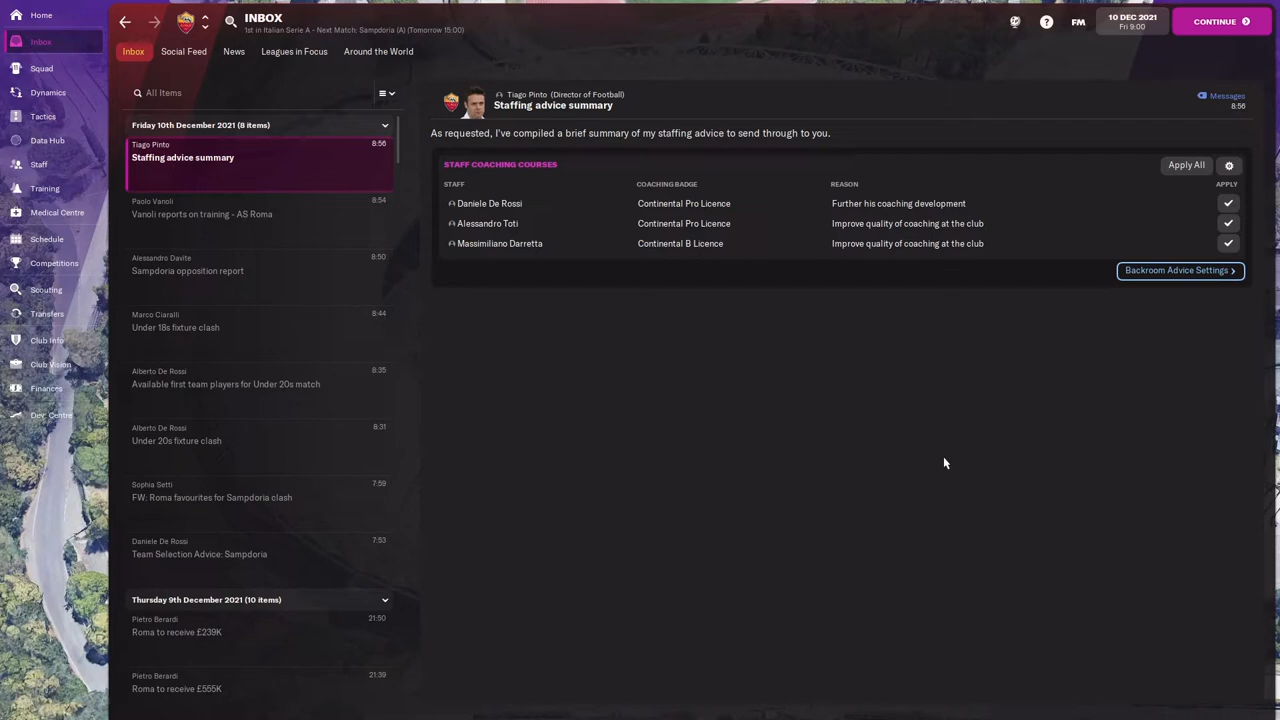 Home
Inbox
Squad
Dynamics
Tactics
Data Hub
Staff
Training
Medical Centre
Schedule
Competitions
Scouting
Transfers
Club Info
Club Vision
Finances
Dev. Centre
INBOX
1st in Italian Serie A - Next Match: Sampdoria (A) (Tomorrow 15:00)
FM
10 DEC 2021
Fri 9:00
CONTINUE
Inbox Social Feed News Leagues in Focus Around the World
All Items
Friday 10th December 2021 (8 items)
Tiago Pinto 8:56
Staffing advice summary
Paolo Vanoli 8:54
Vanoli reports on training - AS Roma
Alessandro Davite 8:50
Sampdoria opposition report
Marco Ciaralli 8:44
Under 18s fixture clash
Alberto De Rossi 8:35
Available first team players for Under 20s match
Alberto De Rossi 8:31
Under 20s fixture clash
Sophia Setti 7:59
FW: Roma favourites for Sampdoria clash
Daniele De Rossi 7:53
Team Selection Advice: Sampdoria
Thursday 9th December 2021 (10 items)
Pietro Berardi 21:50
Roma to receive £239K
Pietro Berardi 21:39
Roma to receive £555K
Tiago Pinto (Director of Football)
Staffing advice summary
Messages
8:56
As requested, I've compiled a brief summary of my staffing advice to send through to you.
STAFF COACHING COURSES
Apply All
STAFF COACHING BADGE REASON APPLY
Daniele De Rossi Continental Pro Licence Further his coaching development
Alessandro Toti Continental Pro Licence Improve quality of coaching at the club
Massimiliano Darretta Continental B Licence Improve quality of coaching at the club
Backroom Advice Settings